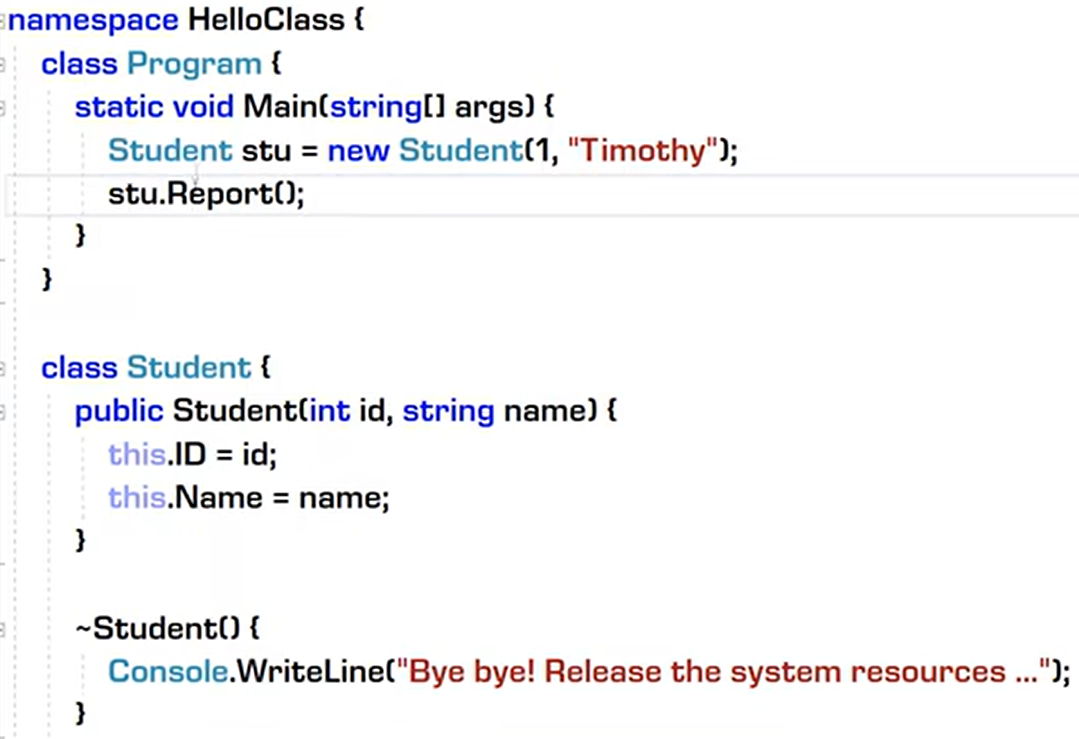 namespace HelloClass {
class Program {
static void Main(string[] args) {
Student stu = new Student(1, "Timothy");
stu.Report();
}
}
class Student {
public Student(int id, string name) {
this.ID = id;
this.Name = name;
}
~Student() {
Console.WriteLine("Bye bye! Release the system resources ...");
}